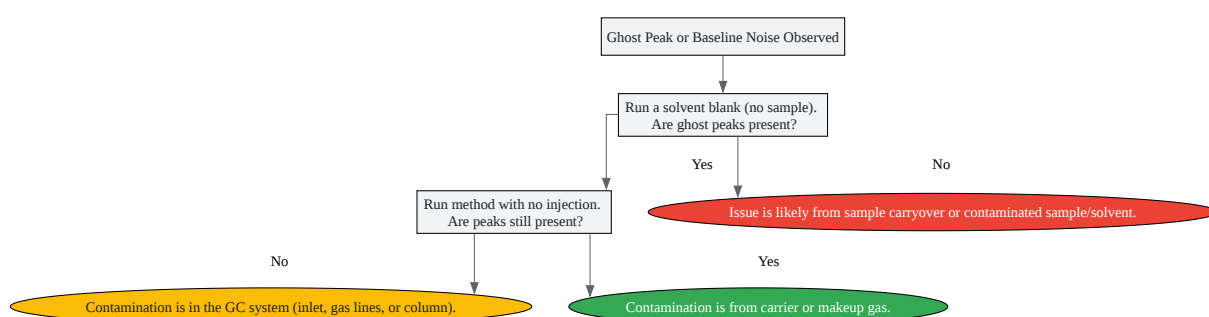 Ghost Peak or Baseline Noise Observed
Run a solvent blank (no sample).
Are ghost peaks present?
Yes
No
Run method with no injection.
Are peaks still present?
Issue is likely from sample carryover or contaminated sample/solvent.
No
Yes
Contamination is in the GC system (inlet, gas lines, or column).
Contamination is from carrier or makeup gas.